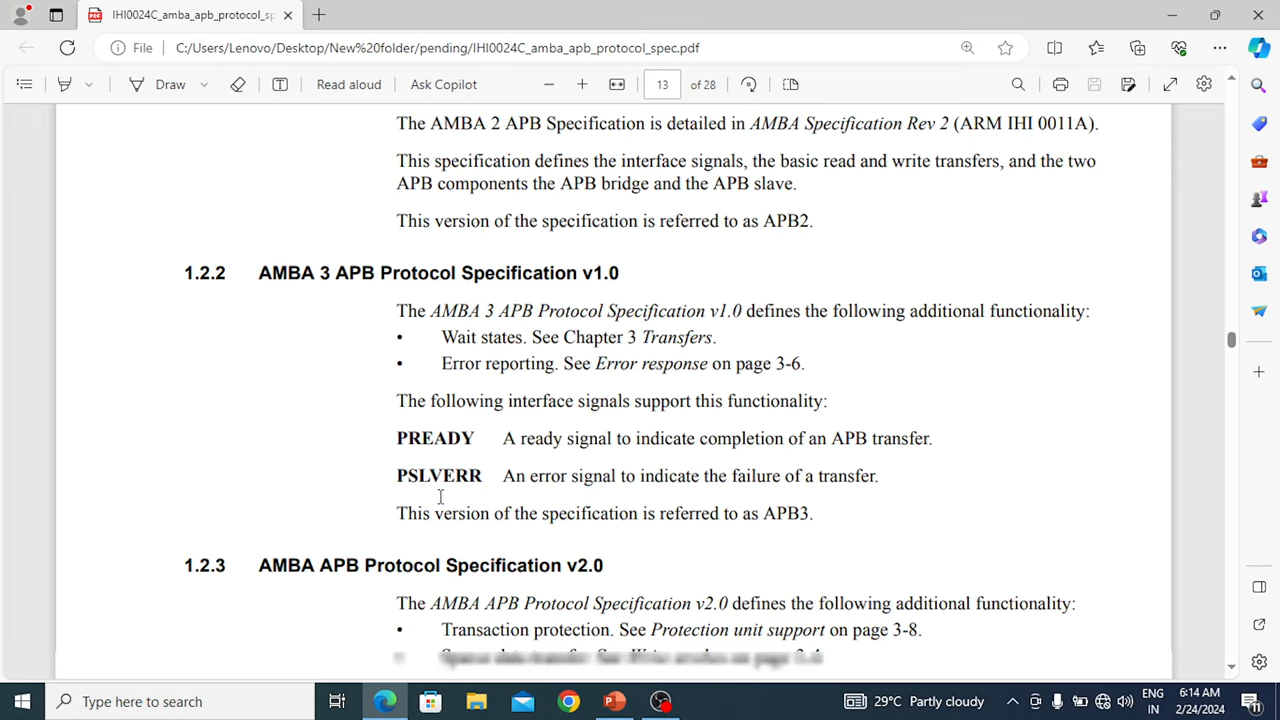 IHI0024C_amba_apb_protocol_sp
File C:/Users/Lenovo/Desktop/New%20folder/pending/IHI0024C_amba_apb_protocol_spec.pdf
Draw Read aloud Ask Copilot 13 of 28
The AMBA 2 APB Specification is detailed in AMBA Specification Rev 2 (ARM IHI 0011A).
This specification defines the interface signals, the basic read and write transfers, and the two
APB components the APB bridge and the APB slave.
This version of the specification is referred to as APB2.
1.2.2 AMBA 3 APB Protocol Specification v1.0
The AMBA 3 APB Protocol Specification v1.0 defines the following additional functionality:
• Wait states. See Chapter 3 Transfers.
• Error reporting. See Error response on page 3-6.
The following interface signals support this functionality:
PREADY A ready signal to indicate completion of an APB transfer.
PSLVERR An error signal to indicate the failure of a transfer.
This version of the specification is referred to as APB3.
1.2.3 AMBA APB Protocol Specification v2.0
The AMBA APB Protocol Specification v2.0 defines the following additional functionality:
• Transaction protection. See Protection unit support on page 3-8.
Type here to search
29°C Partly cloudy
ENG
IN
6:14 AM
2/24/2024